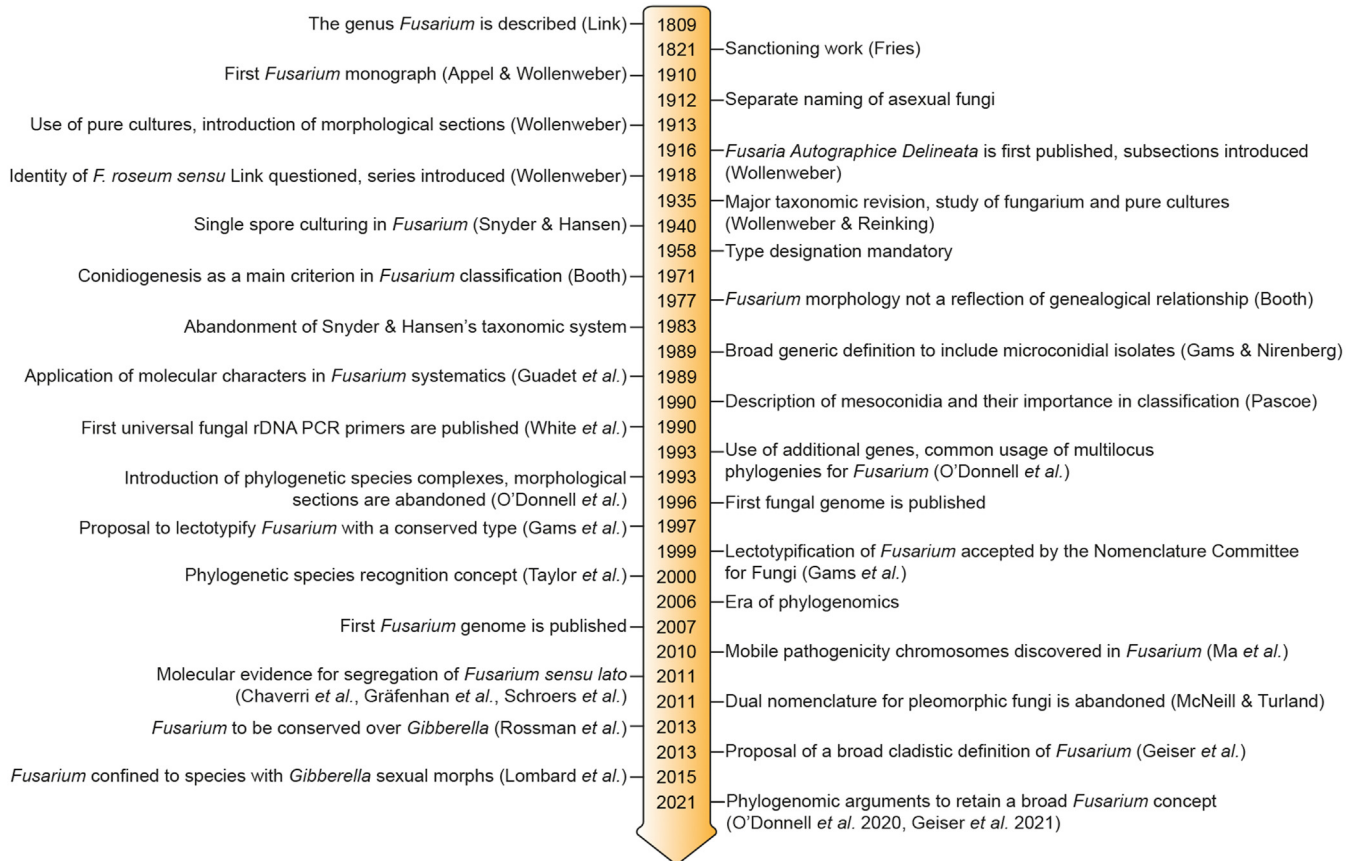 The genus Fusarium is described (Link)
1809
1821
Sanctioning work (Fries)
First Fusarium monograph (Appel & Wollenweber)
1910
1912
Separate naming of asexual fungi
Use of pure cultures, introduction of morphological sections (Wollenweber)
1913
1916
Fusaria Autographice Delineata is first published, subsections introduced
(Wollenweber)
Identity of F. roseum sensu Link questioned, series introduced (Wollenweber)
1918
1935
Major taxonomic revision, study of fungarium and pure cultures
(Wollenweber & Reinking)
Single spore culturing in Fusarium (Snyder & Hansen)
1940
1958
Type designation mandatory
Conidiogenesis as a main criterion in Fusarium classification (Booth)
1971
1977
Fusarium morphology not a reflection of genealogical relationship (Booth)
Abandonment of Snyder & Hansen's taxonomic system
1983
1989
Broad generic definition to include microconidial isolates (Gams & Nirenberg)
Application of molecular characters in Fusarium systematics (Guadet et al.)
1989
1990
Description of mesoconidia and their importance in classification (Pascoe)
First universal fungal rDNA PCR primers are published (White et al.)
1990
1993
Use of additional genes, common usage of multilocus
phylogenies for Fusarium (O'Donnell et al.)
Introduction of phylogenetic species complexes, morphological
sections are abandoned (O'Donnell et al.)
1993
1996
First fungal genome is published
Proposal to lectotypify Fusarium with a conserved type (Gams et al.)
1997
1999
Lectotypification of Fusarium accepted by the Nomenclature Committee
for Fungi (Gams et al.)
Phylogenetic species recognition concept (Taylor et al.)
2000
2006
Era of phylogenomics
First Fusarium genome is published
2007
2010
Mobile pathogenicity chromosomes discovered in Fusarium (Ma et al.)
Molecular evidence for segregation of Fusarium sensu lato
(Chaverri et al., Gräfenhan et al., Schroers et al.)
2011
2011
Dual nomenclature for pleomorphic fungi is abandoned (McNeill & Turland)
Fusarium to be conserved over Gibberella (Rossman et al.)
2013
2013
Proposal of a broad cladistic definition of Fusarium (Geiser et al.)
Fusarium confined to species with Gibberella sexual morphs (Lombard et al.)
2015
2021
Phylogenomic arguments to retain a broad Fusarium concept
(O'Donnell et al. 2020, Geiser et al. 2021)